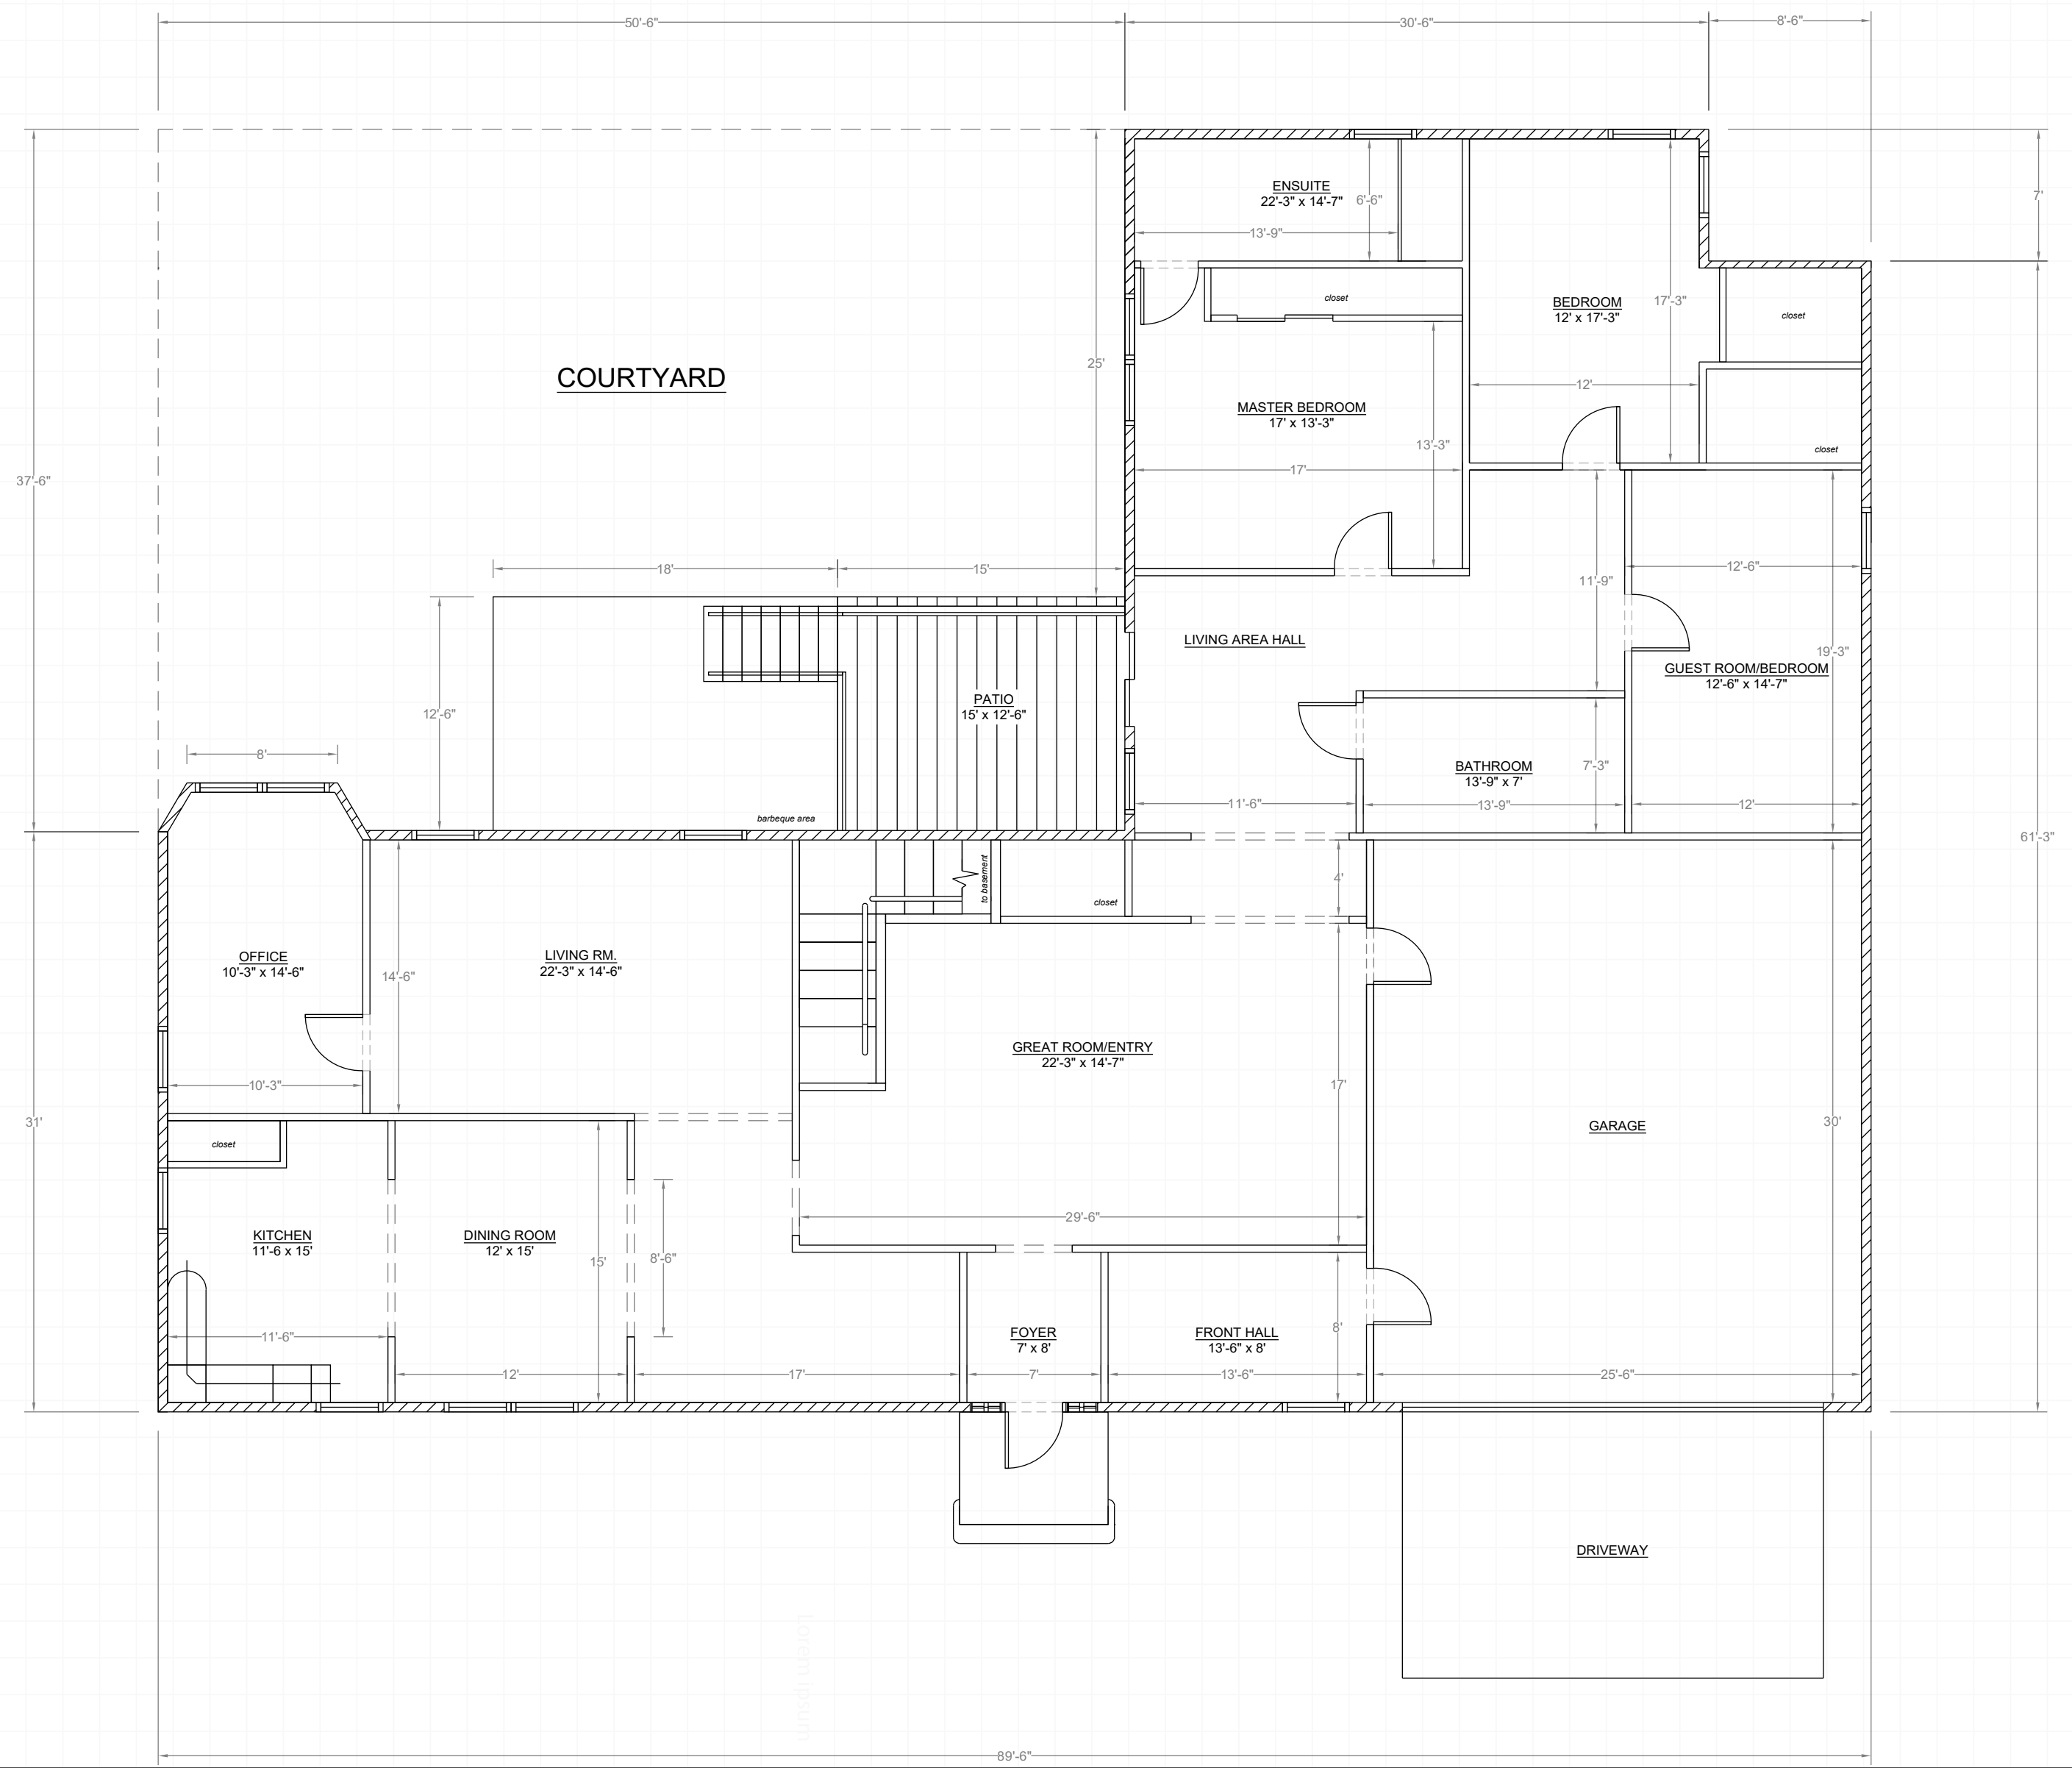 50'-6"
30'-6"
8'-6"
37'-6"
25'
7'
61'-3"
ENSUITE
22'-3" x 14'-7"
6'-6"
13'-9"
closet
BEDROOM
12' x 17'-3"
17'-3"
closet
12'
closet
COURTYARD
MASTER BEDROOM
17' x 13'-3"
13'-3"
17'
18'
15'
12'-6"
11'-9"
12'-6"
LIVING AREA HALL
19'-3"
GUEST ROOM/BEDROOM
12'-6" x 14'-7"
PATIO
15' x 12'-6"
8'
BATHROOM
13'-9" x 7'
7'-3"
11'-6"
13'-9"
12'
barbeque area
to basement
closet
4'
31'
OFFICE
10'-3" x 14'-6"
14'-6"
LIVING RM.
22'-3" x 14'-6"
10'-3"
GREAT ROOM/ENTRY
22'-3" x 14'-7"
17'
GARAGE
30'
closet
29'-6"
KITCHEN
11'-6 x 15'
DINING ROOM
12' x 15'
15'
8'-6"
11'-6"
FOYER
7' x 8'
FRONT HALL
13'-6" x 8'
8'
12'
17'
7'
13'-6"
25'-6"
DRIVEWAY
Lorem ipsum
89'-6"